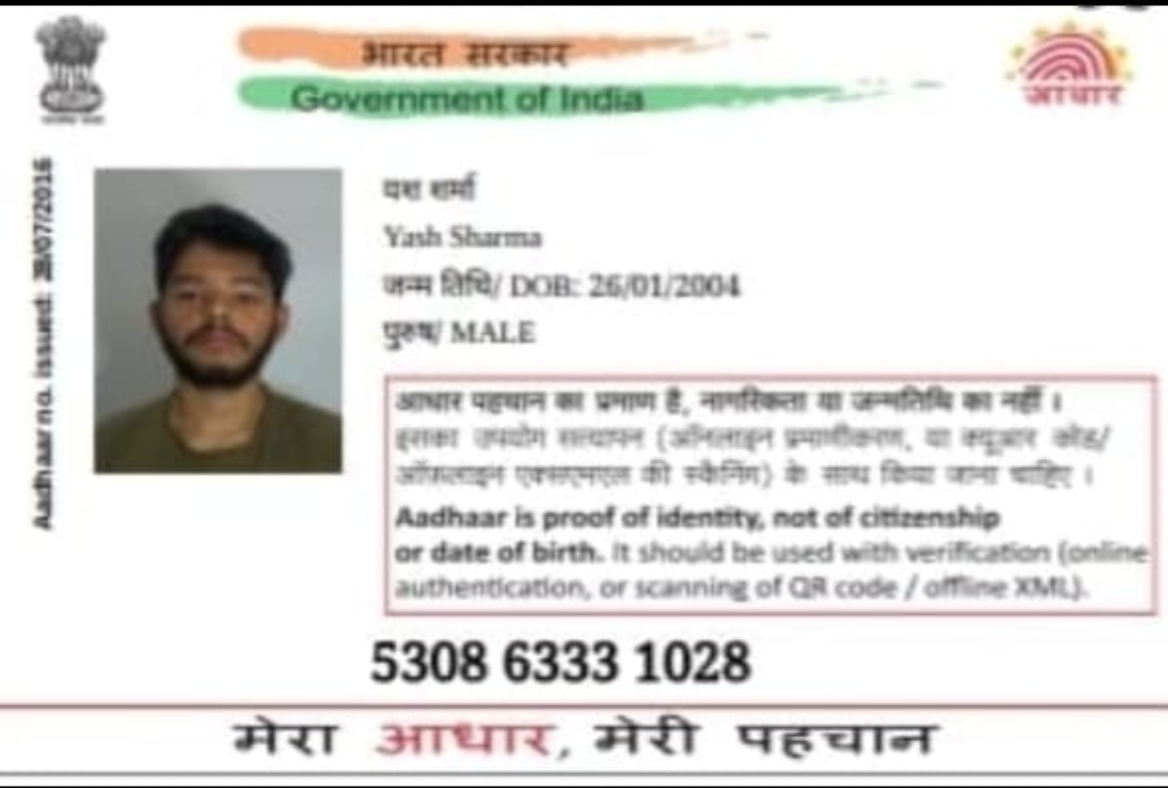 भारत सरकार
Government of India
आधार
Aadhaar no. issued: /07/2016
यश शर्मा
Yash Sharma
जन्म तिथि/ DOB: 26/01/2004
पुरुष/ MALE
आधार पहचान का प्रमाण है, नागरिकता या जन्मतिथि का नहीं ।
इसका उपयोग सत्यापन (ऑनलाइन प्रमाणीकरण, या क्यूआर कोड/
ऑफ़लाइन एक्सएमएल की स्कैनिंग) के साथ किया जाना चाहिए ।
Aadhaar is proof of identity, not of citizenship
or date of birth. It should be used with verification (online
authentication, or scanning of QR code / offline XML).
5308 6333 1028
मेरा आधार, मेरी पहचान